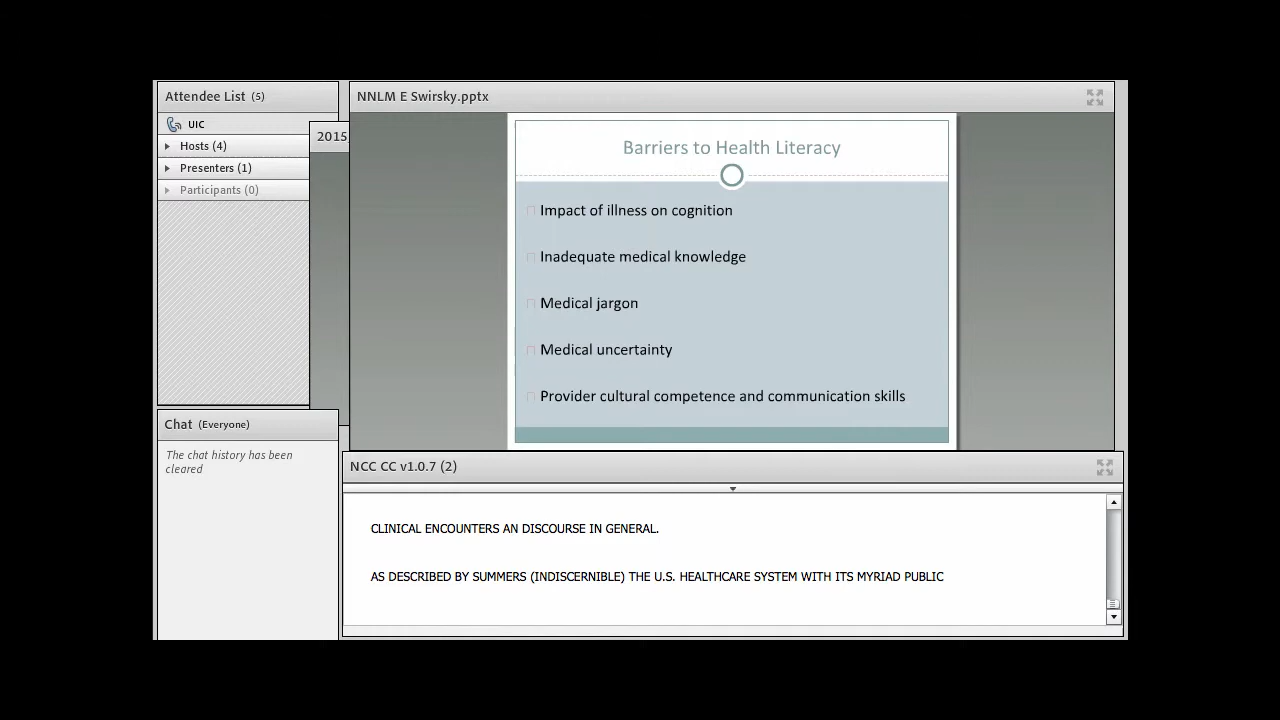 Attendee List (5)
UIC
Hosts (4)
Presenters (1)
Participants (0)
2015
Chat (Everyone)
The chat history has been
cleared
NNLM E Swirsky.pptx
Barriers to Health Literacy
Impact of illness on cognition
Inadequate medical knowledge
Medical jargon
Medical uncertainty
Provider cultural competence and communication skills
NCC CC v1.0.7 (2)
CLINICAL ENCOUNTERS AN DISCOURSE IN GENERAL.
AS DESCRIBED BY SUMMERS (INDISCERNIBLE) THE U.S. HEALTHCARE SYSTEM WITH ITS MYRIAD PUBLIC